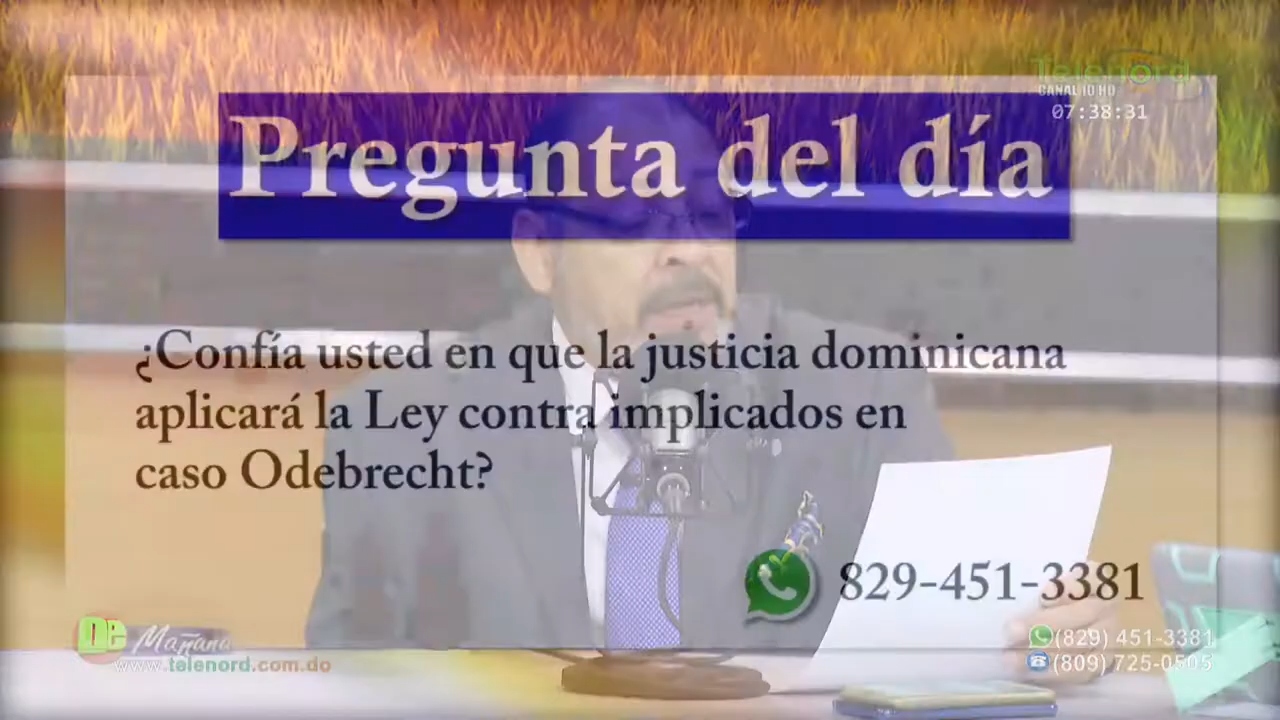 Telenord
CANAL 10 HD
07:38:31
Pregunta del día
¿Confía usted en que la justicia dominicana
aplicará la Ley contra implicados en
caso Odebrecht?
829-451-3381
De Mañana
www.telenord.com.do
(829) 451-3381
(809) 725-0505